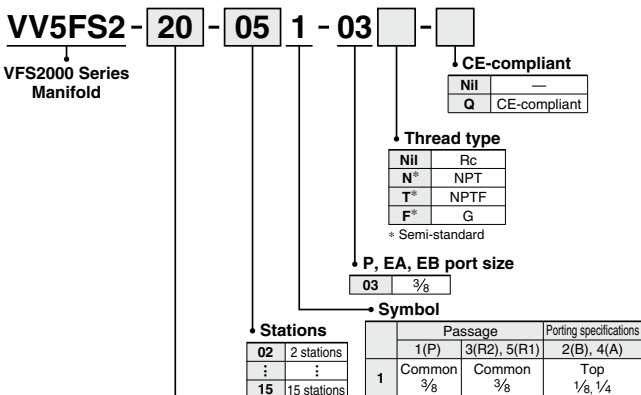 VV5FS2 - 20 - 05 1 - 03 -
VFS2000 Series
Manifold
CE-compliant
Nil —
Q CE-compliant
Thread type
Nil Rc
N* NPT
T* NPTF
F* G
* Semi-standard
P, EA, EB port size
03 3/8
Symbol
Passage Porting specifications
1(P) 3(R2), 5(R1) 2(B), 4(A)
1 Common 3/8 Common 3/8 Top 1/8, 1/4
Stations
02 2 stations
⋮ ⋮
15 15 stations